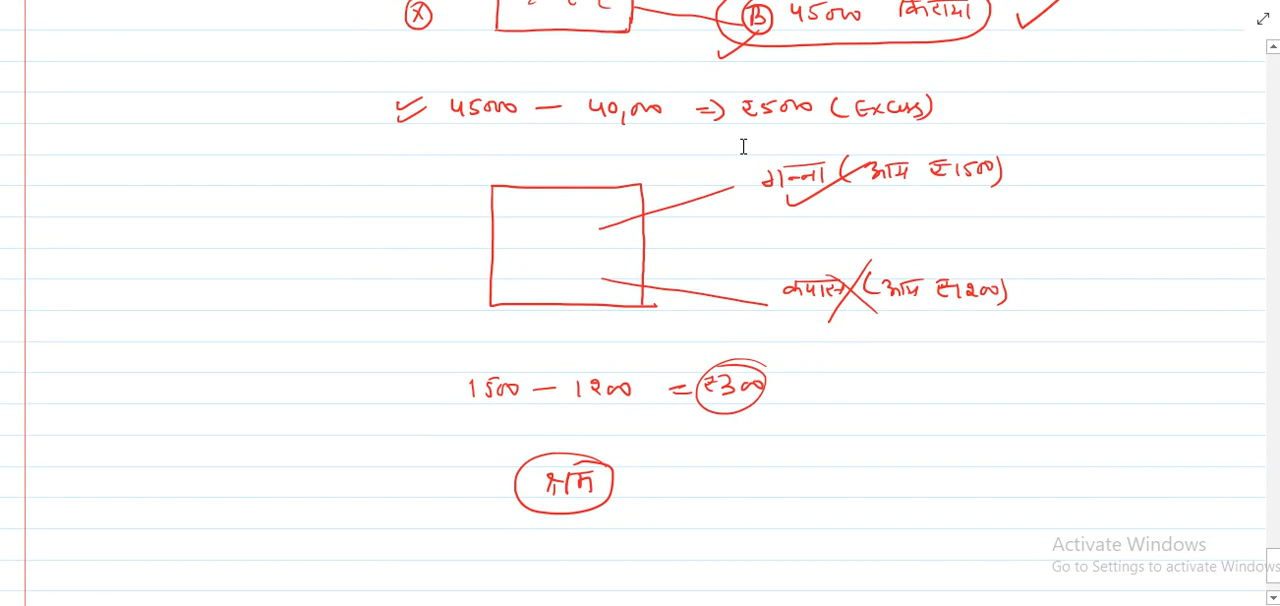 (X)
(B) 45000 किराया
45000 — 40,000 => ₹5000 (Excess)
गन्ना (आय ₹1500)
कपास (आय ₹1200)
1500 — 1200 = ₹300
Activate Windows
Go to Settings to activate Windows